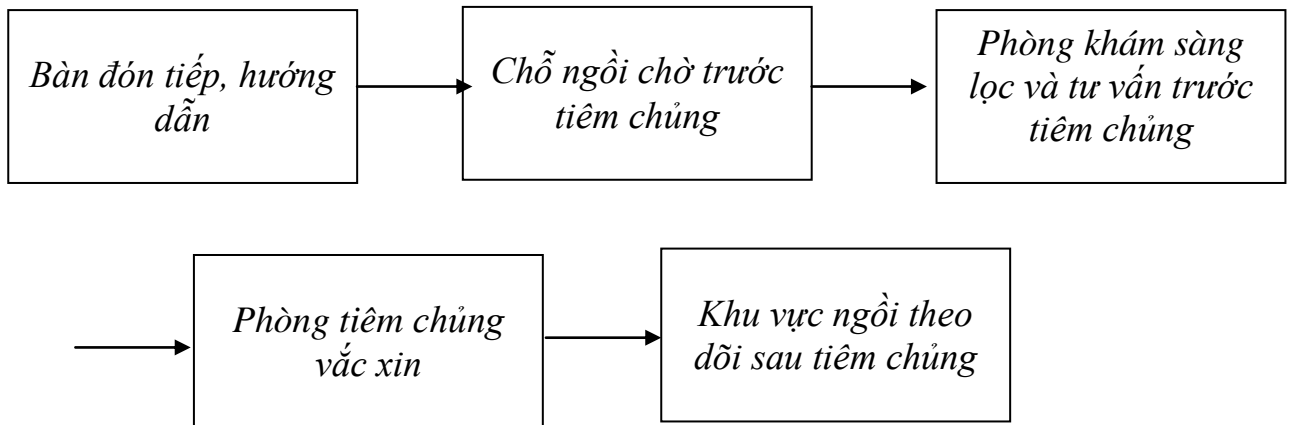 Bàn đón tiếp, hướng
dẫn
Chỗ ngồi chờ trước
tiêm chủng
Phòng khám sàng
lọc và tư vấn trước
tiêm chủng
Phòng tiêm chủng
vắc xin
Khu vực ngồi theo
dõi sau tiêm chủng